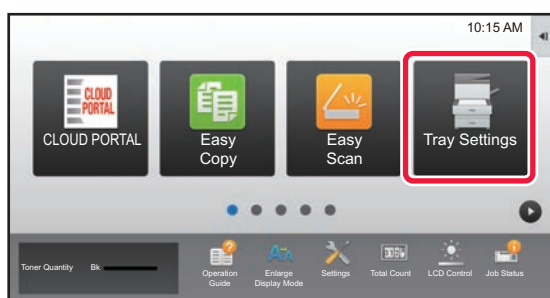 10:15 AM
CLOUD
PORTAL
CLOUD PORTAL
Easy
Copy
Easy
Scan
Tray Settings
Toner Quantity Bk
Operation
Guide
Enlarge
Display Mode
Settings
Total Count
LCD Control
Job Status